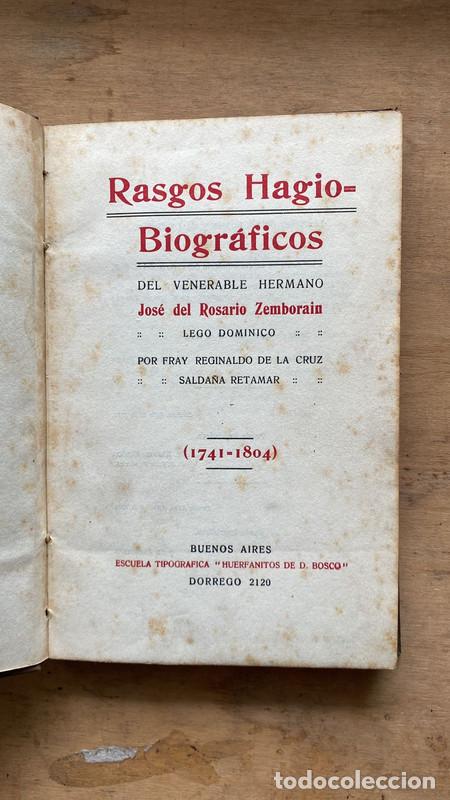 Rasgos Hagio=
Biográficos
DEL VENERABLE HERMANO
José del Rosario Zemborain
:: :: LEGO DOMINICO :: ::
POR FRAY REGINALDO DE LA CRUZ
:: :: SALDAÑA RETAMAR :: ::
(1741-1804)
BUENOS AIRES
ESCUELA TIPOGRAFICA "HUERFANITOS DE D. BOSCO"
DORREGO 2120
todocoleccion